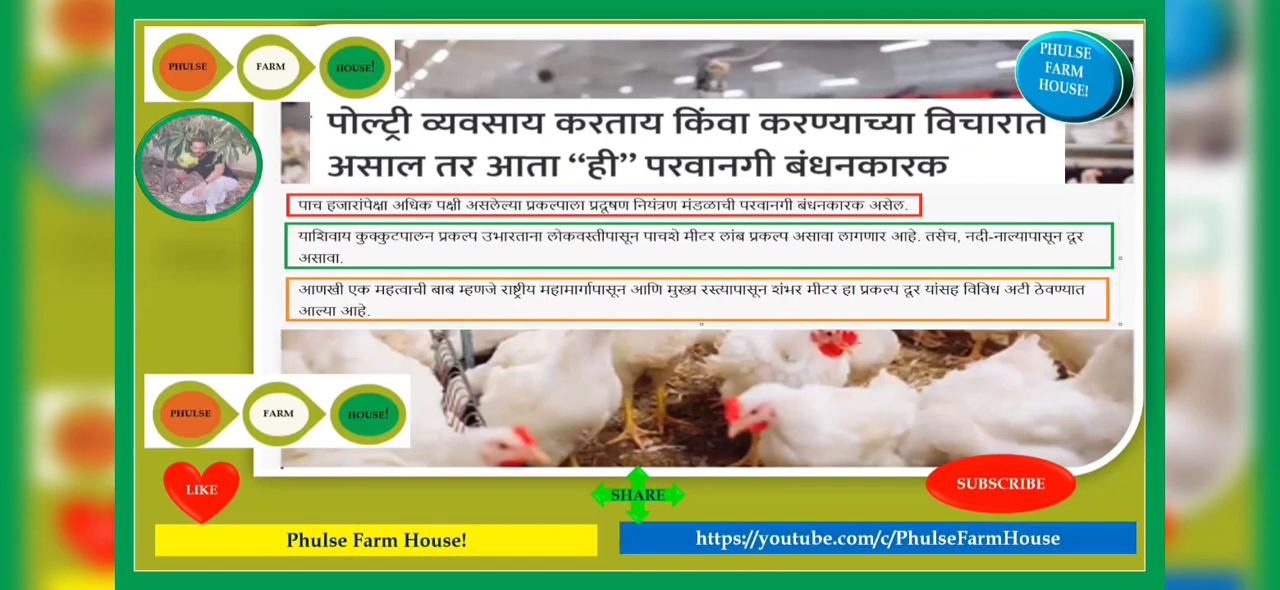 PHULSE FARM HOUSE!
PHULSE
FARM
HOUSE!
पोल्ट्री व्यवसाय करताय किंवा करण्याच्या विचारात
असाल तर आता “ही” परवानगी बंधनकारक
पाच हजारांपेक्षा अधिक पक्षी असलेल्या प्रकल्पाला प्रदूषण नियंत्रण मंडळाची परवानगी बंधनकारक असेल.
याशिवाय कुक्कुटपालन प्रकल्प उभारताना लोकवस्तीपासून पाचशे मीटर लांब प्रकल्प असावा लागणार आहे. तसेच, नदी-नाल्यापासून दूर
असावा.
आणखी एक महत्वाची बाब म्हणजे राष्ट्रीय महामार्गापासून आणि मुख्य रस्त्यापासून शंभर मीटर हा प्रकल्प दूर यांसह विविध अटी ठेवण्यात
आल्या आहे.
PHULSE FARM HOUSE!
LIKE
SHARE
SUBSCRIBE
Phulse Farm House!
https://youtube.com/c/PhulseFarmHouse